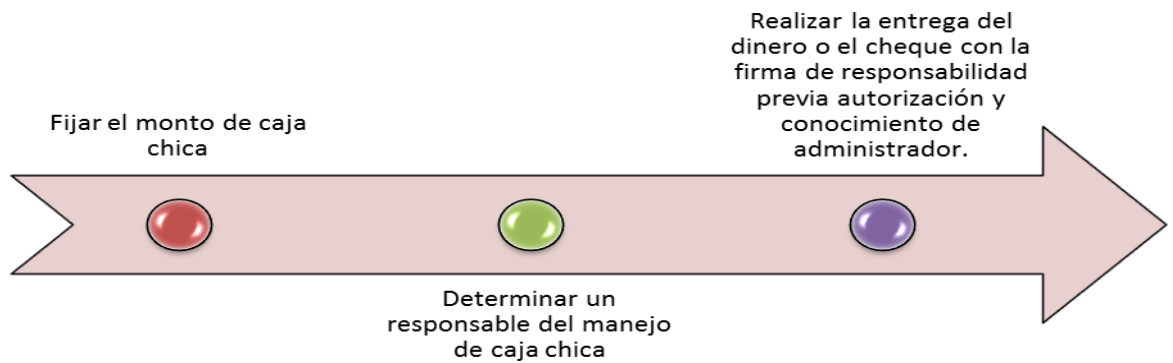 Fijar el monto de caja
chica
Determinar un
responsable del manejo
de caja chica
Realizar la entrega del
dinero o el cheque con la
firma de responsabilidad
previa autorización y
conocimiento de
administrador.